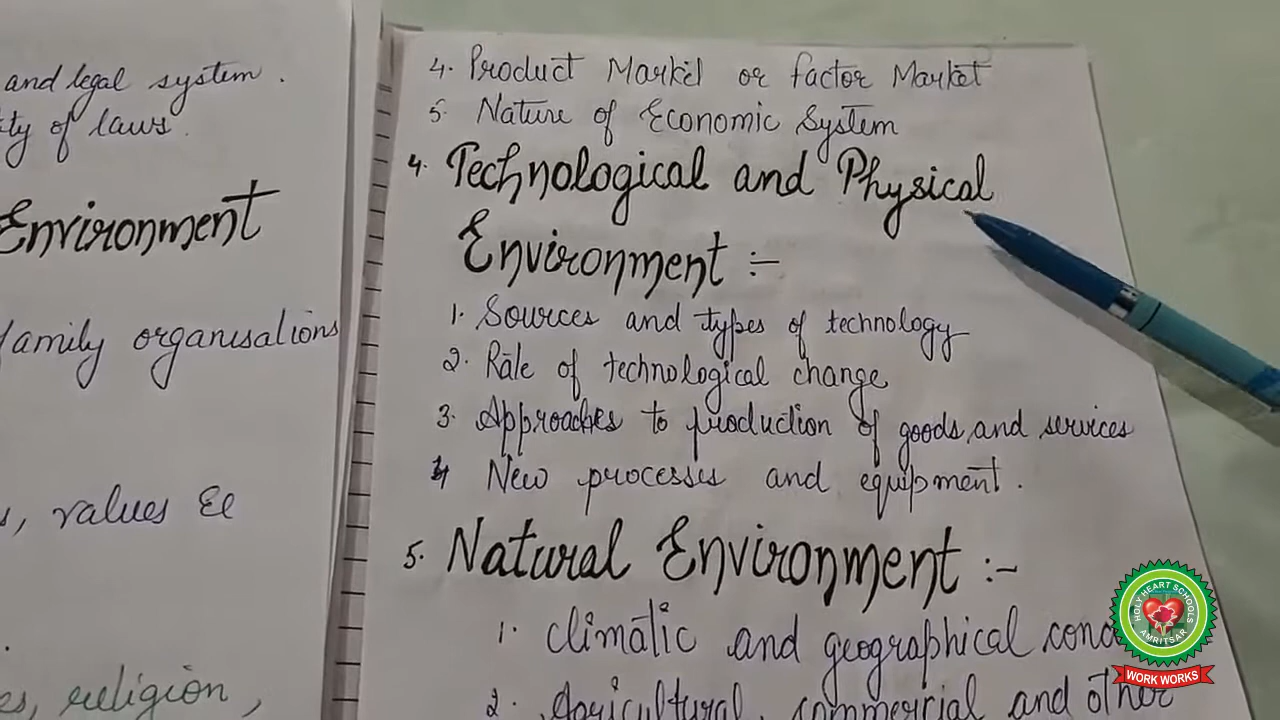 and legal system.
ty of laws.
Environment
family organisations
s, values &c
es, religion,
4. Product Market or factor Market
5. Nature of Economic System
4. Technological and Physical
Environment :-
1. Sources and types of technology
2. Rate of technological change
3. Approaches to production of goods, and services
4 New processes and equipment.
5. Natural Environment :-
1. Climatic and geographical cond
2. Agricultural, commercial and other
HOLY HEART SCHOOLS
AMRITSAR
WORK WORKS